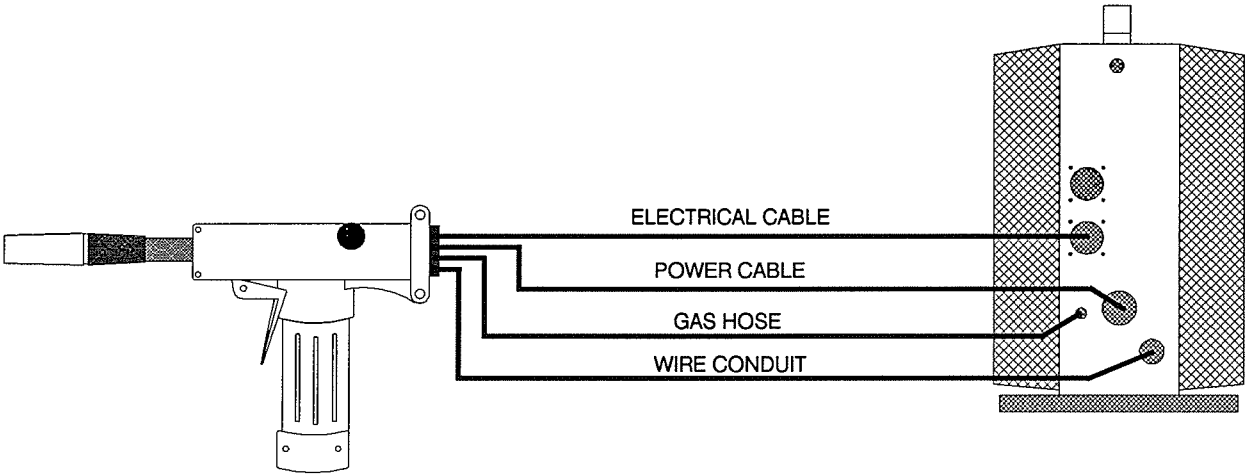 ELECTRICAL CABLE
POWER CABLE
GAS HOSE
WIRE CONDUIT